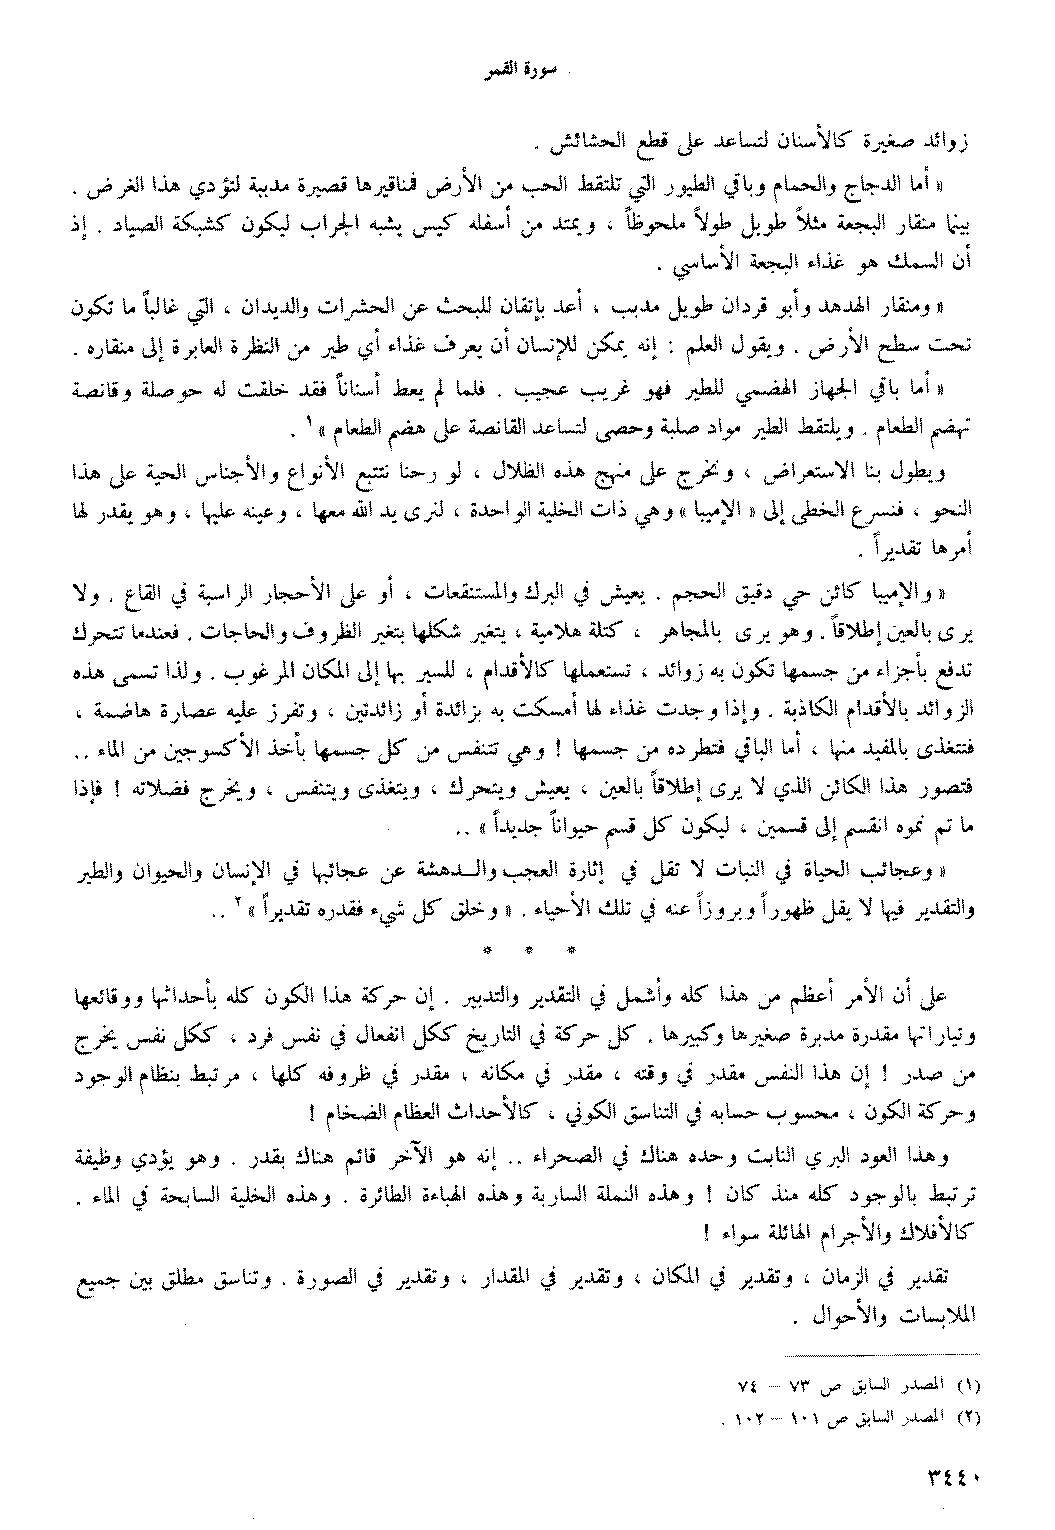 سورة القمر
زوائد صغيرة كالأسنان لتساعد على قطع الحشائش .
« أما الدجاج والحمام وباقي الطيور التي تلتقط الحب من الأرض فمناقيرها قصيرة مدببة لتؤدي هذا الغرض .
بينما منقار البجعة مثلاً طويل طولاً ملحوظاً ، ويمتد من أسفله كيس يشبه الجراب ليكون كشبكة الصياد . إذ
أن السمك هو غذاء البجعة الأساسي .
« ومنقار الهدهد وأبو قردان طويل مدبب ، أعد بإتقان للبحث عن الحشرات والديدان ، التي غالباً ما تكون
تحت سطح الأرض . ويقول العلم : إنه يمكن للإنسان أن يعرف غذاء أي طير من النظرة العابرة إلى منقاره .
« أما باقي الجهاز الهضمي للطير فهو غريب عجيب . فلما لم يعط أسناناً فقد خلقت له حوصلة وقانصة
تهضم الطعام . ويلتقط الطير مواد صلبة وحصى لتساعد القانصة على هضم الطعام » ١ .
ويطول بنا الاستعراض ، ونخرج على منهج هذه الظلال ، لو رحنا نتتبع الأنواع والأجناس الحية على هذا
النحو ، فنسرع الخطى إلى « الإميبا » وهي ذات الخلية الواحدة ، لنرى يد الله معها ، وعينه عليها ، وهو يقدر لها
أمرها تقديراً .
« والإميبا كائن حي دقيق الحجم . يعيش في البرك والمستنقعات ، أو على الأحجار الراسبة في القاع . ولا
يرى بالعين إطلاقاً . وهو يرى بالمجاهر ، كتلة هلامية ، يتغير شكلها بتغير الظروف والحاجات . فعندما تتحرك
تدفع بأجزاء من جسمها تكون به زوائد ، تستعملها كالأقدام ، للسير بها إلى المكان المرغوب . ولذا تسمى هذه
الزوائد بالأقدام الكاذبة . وإذا وجدت غذاء لها أمسكت به بزائدة أو زائدتين ، وتفرز عليه عصارة هاضمة ،
فتتغذى بالمفيد منها ، أما الباقي فتطرده من جسمها ! وهي تتنفس من كل جسمها بأخذ الأكسوجين من الماء ..
فتصور هذا الكائن الذي لا يرى إطلاقاً بالعين ، يعيش ويتحرك ، ويتغذى ويتنفس ، ويخرج فضلاته ! فإذا
ما تم نموه انقسم إلى قسمين ، ليكون كل قسم حيواناً جديداً » ..
« وعجائب الحياة في النبات لا تقل في إثارة العجب والدهشة عن عجائبها في الإنسان والحيوان والطير
والتقدير فيها لا يقل ظهوراً وبروزاً عنه في تلك الأحياء . « وخلق كل شيء فقدره تقديراً » ٢ ..
* * *
على أن الأمر أعظم من هذا كله وأشمل في التقدير والتدبير . إن حركة هذا الكون كله بأحداثها ووقائعها
وتياراتها مقدرة مدبرة صغيرها وكبيرها . كل حركة في التاريخ ككل انفعال في نفس فرد ، ككل نفس يخرج
من صدر ! إن هذا النفس مقدر في وقته ، مقدر في مكانه ، مقدر في ظروفه كلها ، مرتبط بنظام الوجود
وحركة الكون ، محسوب حسابه في التناسق الكوني ، كالأحداث العظام الضخام !
وهذا العود البري النابت وحده هناك في الصحراء .. إنه هو الآخر قائم هناك بقدر . وهو يؤدي وظيفة
ترتبط بالوجود كله منذ كان ! وهذه النملة الساربة وهذه الهباءة الطائرة . وهذه الخلية السابحة في الماء .
كالأفلاك والأجرام الهائلة سواء !
تقدير في الزمان ، وتقدير في المكان ، وتقدير في المقدار ، وتقدير في الصورة . وتناسق مطلق بين جميع
الملابسات والأحوال .
(١) المصدر السابق ص ٧٣ – ٧٤
(٢) المصدر السابق ص ١٠١ – ١٠٢ .
٣٤٤٠